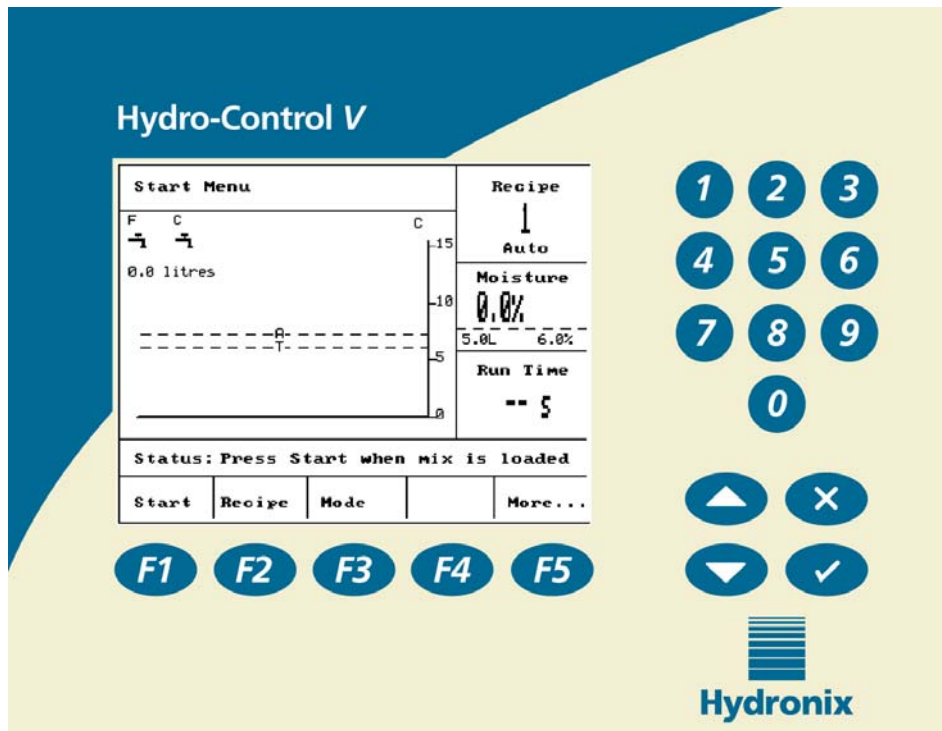 Hydro-Control V
Start Menu
Recipe
1
Auto
F C
C
15
0.0 litres
10
5
0
A
T
Moisture
0.0%
5.0L 6.0%
Run Time
-- s
Status: Press Start when mix is loaded
Start Recipe Mode More...
F1 F2 F3 F4 F5
1 2 3
4 5 6
7 8 9
0
Hydronix